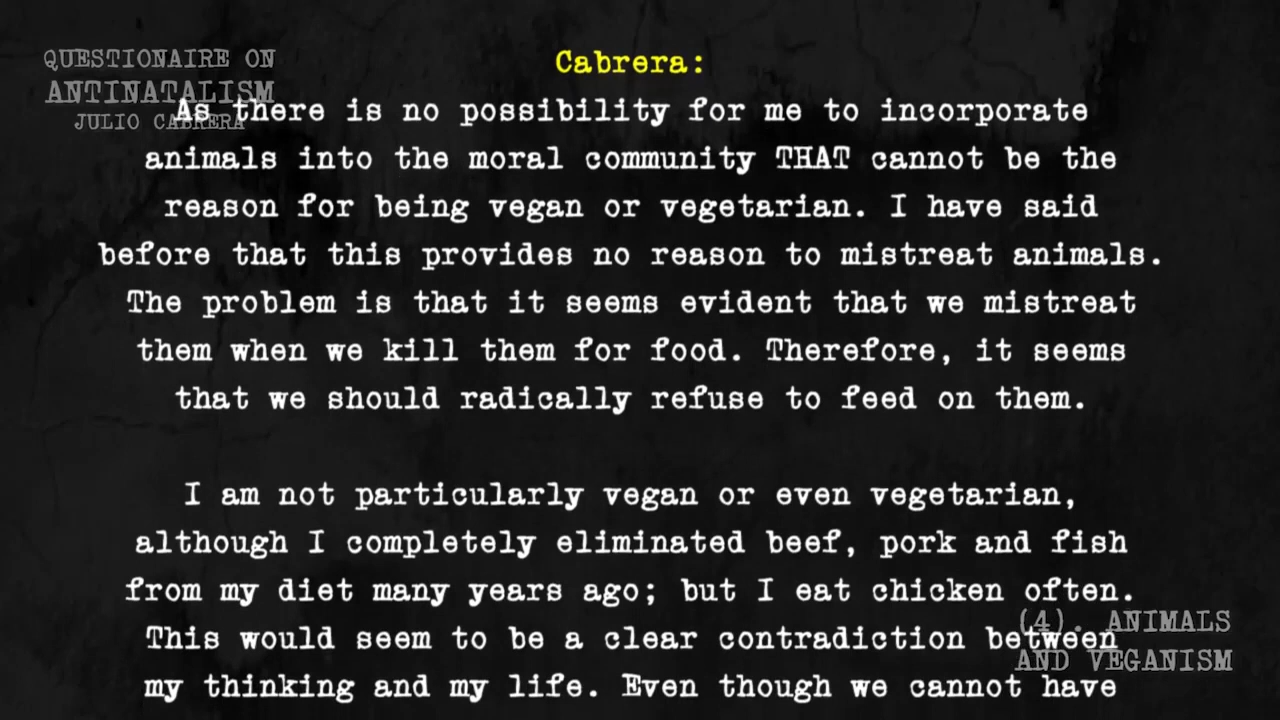 QUESTIONAIRE ON
ANTINATALISM
JULIO CABRERA
Cabrera:
As there is no possibility for me to incorporate
animals into the moral community THAT cannot be the
reason for being vegan or vegetarian. I have said
before that this provides no reason to mistreat animals.
The problem is that it seems evident that we mistreat
them when we kill them for food. Therefore, it seems
that we should radically refuse to feed on them.
I am not particularly vegan or even vegetarian,
although I completely eliminated beef, pork and fish
from my diet many years ago; but I eat chicken often.
This would seem to be a clear contradiction between
my thinking and my life. Even though we cannot have
(4). ANIMALS
AND VEGANISM